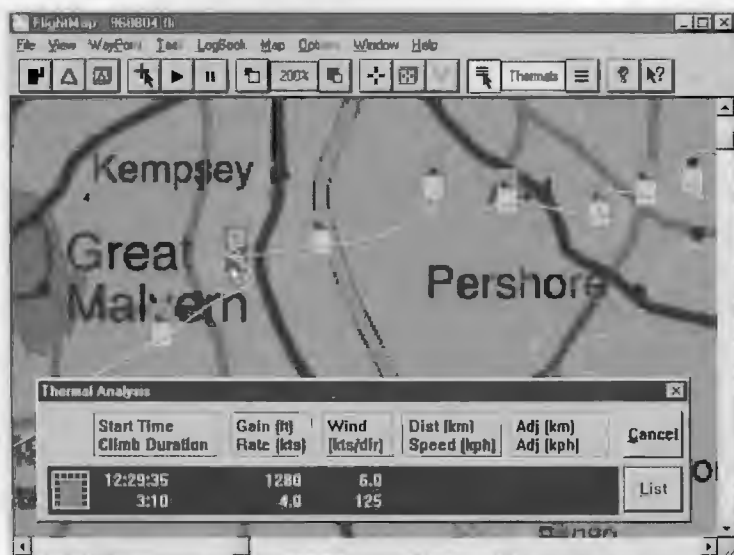 FlightMap - 960804.fli
File View WayPoint Task LogBook Map Options Window Help
200% Thermals ? ?
Kempsey
Great
Malvern
Pershore
Thermal Analysis
Start Time Gain (ft) Wind Dist (km) Adj (km)
Climb Duration Rate (kts) (kts/dir) Speed (kph) Adj (kph)
Cancel
12:29:35 1280 6.0
3:10 4.0 125
List